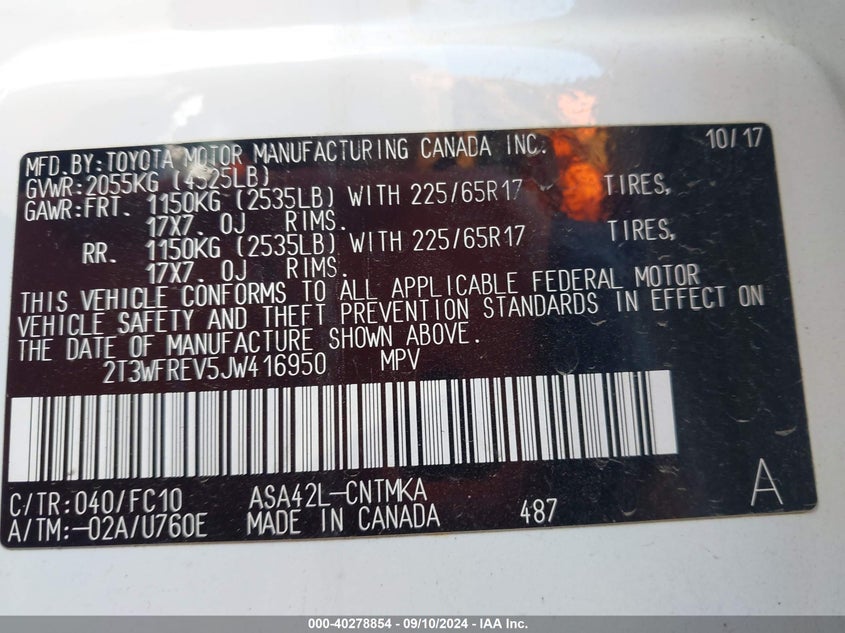 MFD. BY: TOYOTA MOTOR MANUFACTURING CANADA INC. 10/17
GVWR: 2055KG (4525LB)
GAWR: FRT. 1150KG (2535LB) WITH 225/65R17 TIRES,
17X7. 0J RIMS.
RR. 1150KG (2535LB) WITH 225/65R17 TIRES,
17X7. 0J RIMS.
THIS VEHICLE CONFORMS TO ALL APPLICABLE FEDERAL MOTOR
VEHICLE SAFETY AND THEFT PREVENTION STANDARDS IN EFFECT ON
THE DATE OF MANUFACTURE SHOWN ABOVE.
2T3WFREV5JW416950 MPV
C/TR: 040/FC10 ASA42L-CNTMKA A
A/TM: -02A/U760E MADE IN CANADA 487
000-40278854 - 09/10/2024 - IAA Inc.